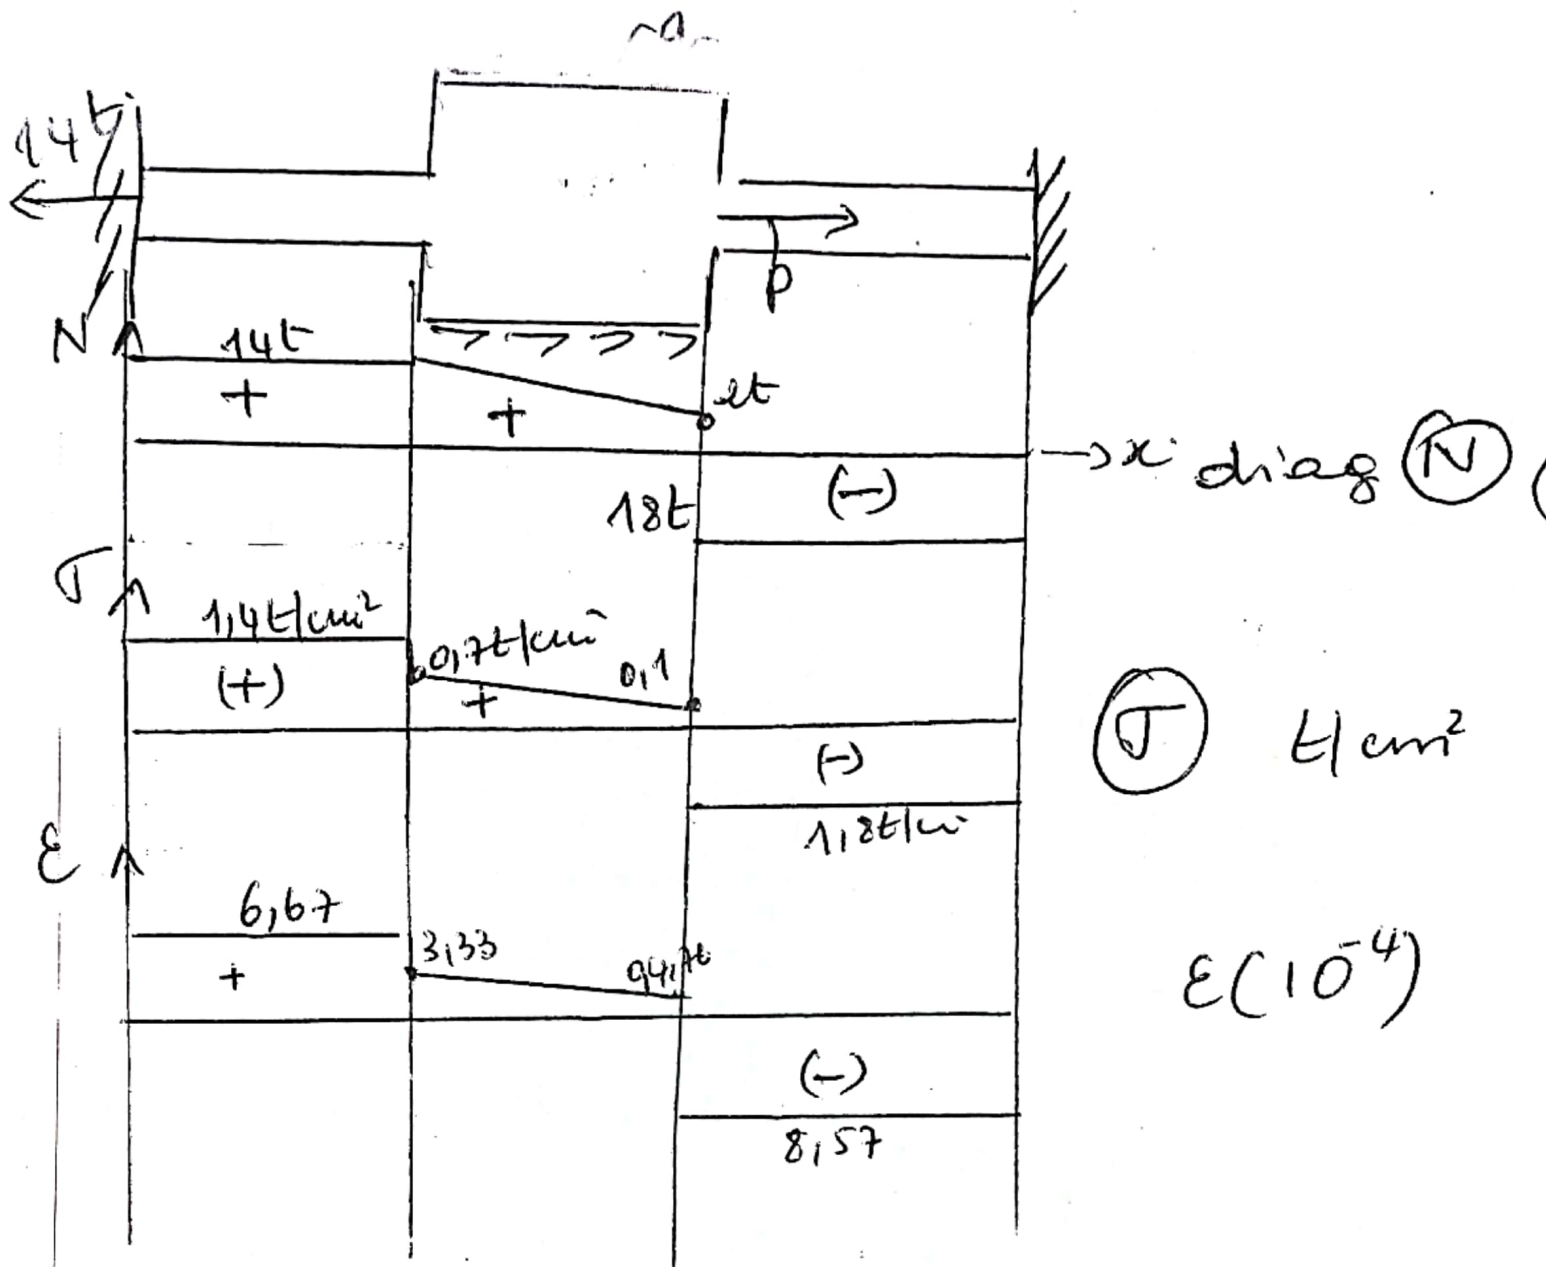 14t
P
N
14t
+
+
2t
→x diag N (
18t
(-)
σ
1,4t/cm²
0,7t/cm²
0,1
(+)
+
σ t/cm²
(-)
1,8t/cm²
ε
6,67
3,33
+
ε(10⁻⁴)
(-)
8,57